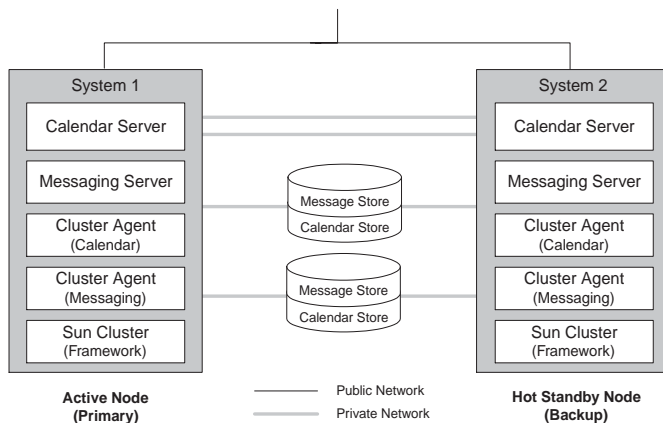 System 1
Calendar Server
Messaging Server
Cluster Agent
(Calendar)
Cluster Agent
(Messaging)
Sun Cluster
(Framework)
Active Node
(Primary)
Message Store
Calendar Store
Message Store
Calendar Store
Public Network
Private Network
System 2
Calendar Server
Messaging Server
Cluster Agent
(Calendar)
Cluster Agent
(Messaging)
Sun Cluster
(Framework)
Hot Standby Node
(Backup)